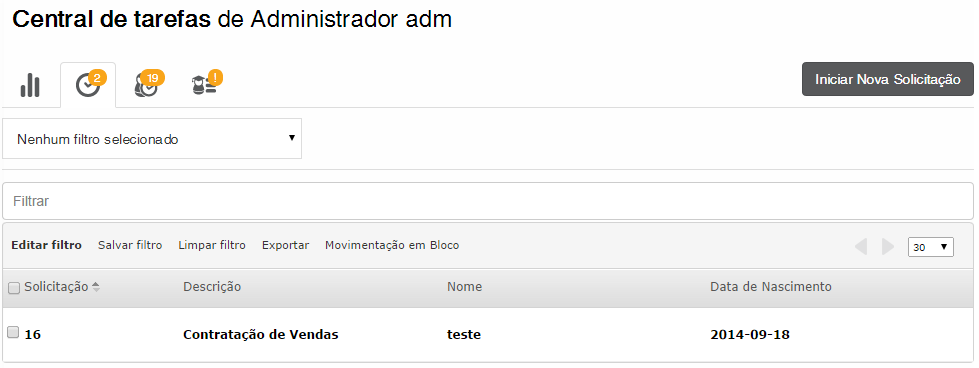 Central de tarefas de Administrador adm
2 19 ! Iniciar Nova Solicitação
Nenhum filtro selecionado
Filtrar
Editar filtro Salvar filtro Limpar filtro Exportar Movimentação em Bloco 30
Solicitação Descrição Nome Data de Nascimento
16 Contratação de Vendas teste 2014-09-18